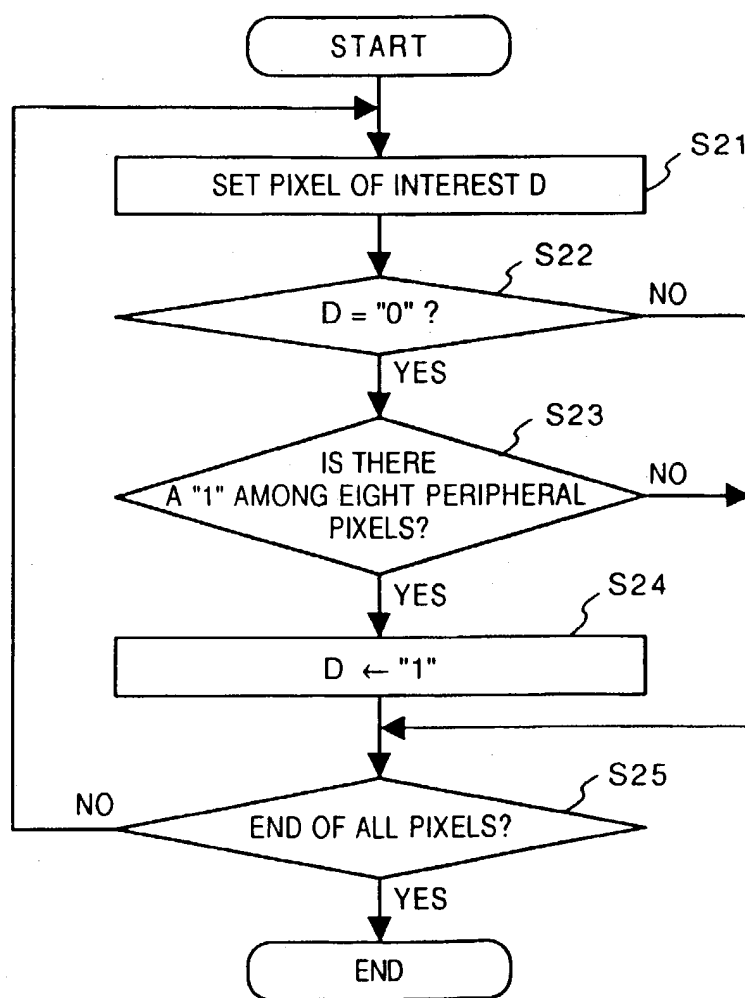 START
S21
SET PIXEL OF INTEREST D
S22
D = "0" ?
NO
YES
S23
IS THERE
A "1" AMONG EIGHT PERIPHERAL
PIXELS?
NO
YES
S24
D ← "1"
S25
NO
END OF ALL PIXELS?
YES
END